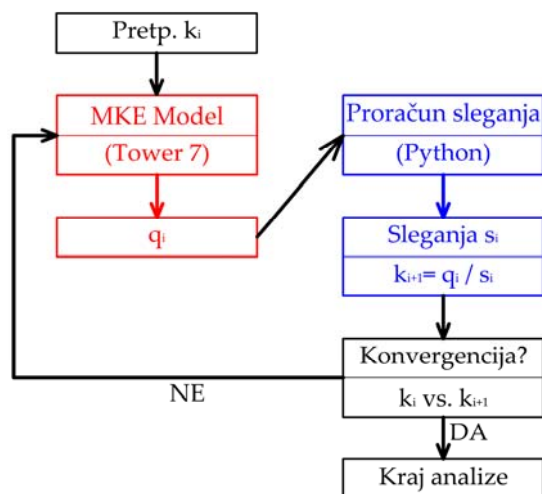 Pretp. kᵢ
MKE Model
(Tower 7)
qᵢ
Proračun sleganja
(Python)
Sleganja sᵢ
kᵢ₊₁= qᵢ / sᵢ
Konvergencija?
kᵢ vs. kᵢ₊₁
NE
DA
Kraj analize